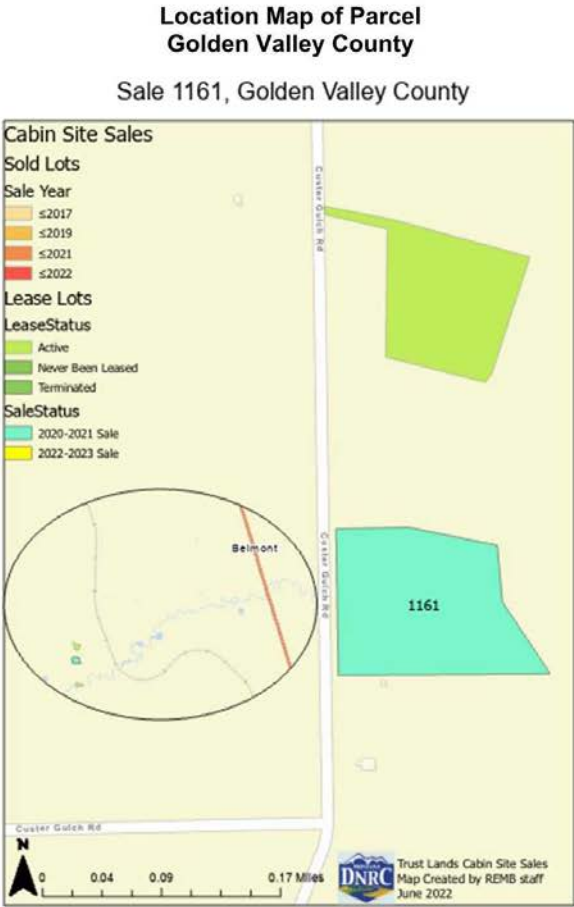 Location Map of Parcel
Golden Valley County
Sale 1161, Golden Valley County
Cabin Site Sales
Sold Lots
Sale Year
≤2017
≤2019
≤2021
≤2022
Lease Lots
LeaseStatus
Active
Never Been Leased
Terminated
SaleStatus
2020-2021 Sale
2022-2023 Sale
Custer Gulch Rd
Belmont
Custer Gulch Rd
1161
Custer Gulch Rd
N
0 0.04 0.09 0.17 Miles
DNRC
Trust Lands Cabin Site Sales
Map Created by REMB staff
June 2022